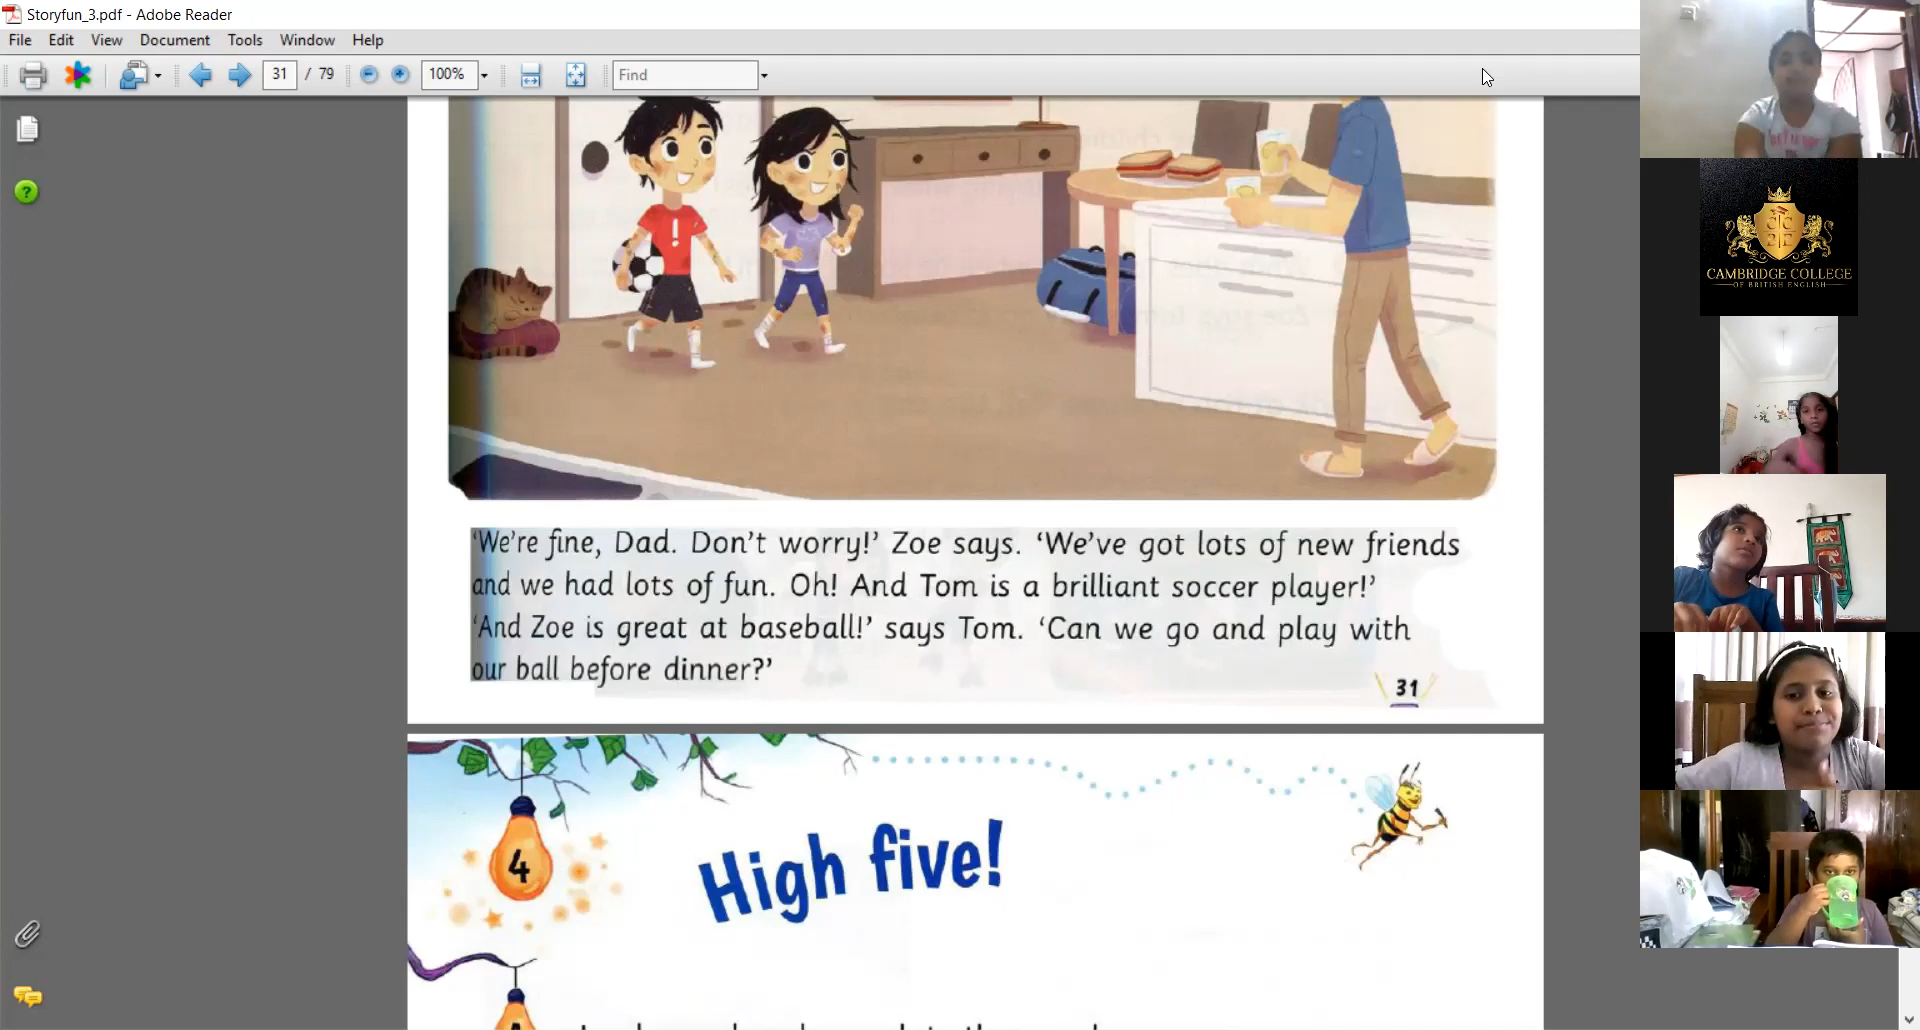 Storyfun_3.pdf - Adobe Reader
File Edit View Document Tools Window Help
31 / 79 100% Find
CAMBRIDGE COLLEGE
OF BRITISH ENGLISH
‘We’re fine, Dad. Don’t worry!’ Zoe says. ‘We’ve got lots of new friends
and we had lots of fun. Oh! And Tom is a brilliant soccer player!’
‘And Zoe is great at baseball!’ says Tom. ‘Can we go and play with
our ball before dinner?’
31
4
High five!